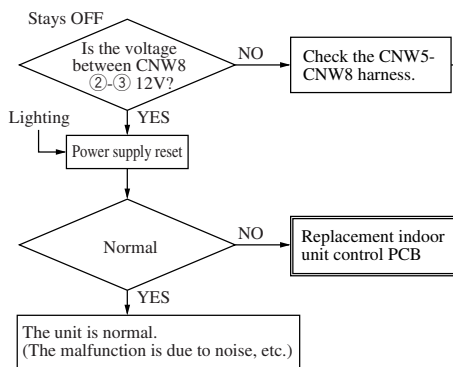 Stays OFF
Is the voltage
between CNW8
②-③ 12V?
NO
Check the CNW5-
CNW8 harness.
YES
Lighting
Power supply reset
Normal
NO
Replacement indoor
unit control PCB
YES
The unit is normal.
(The malfunction is due to noise, etc.)